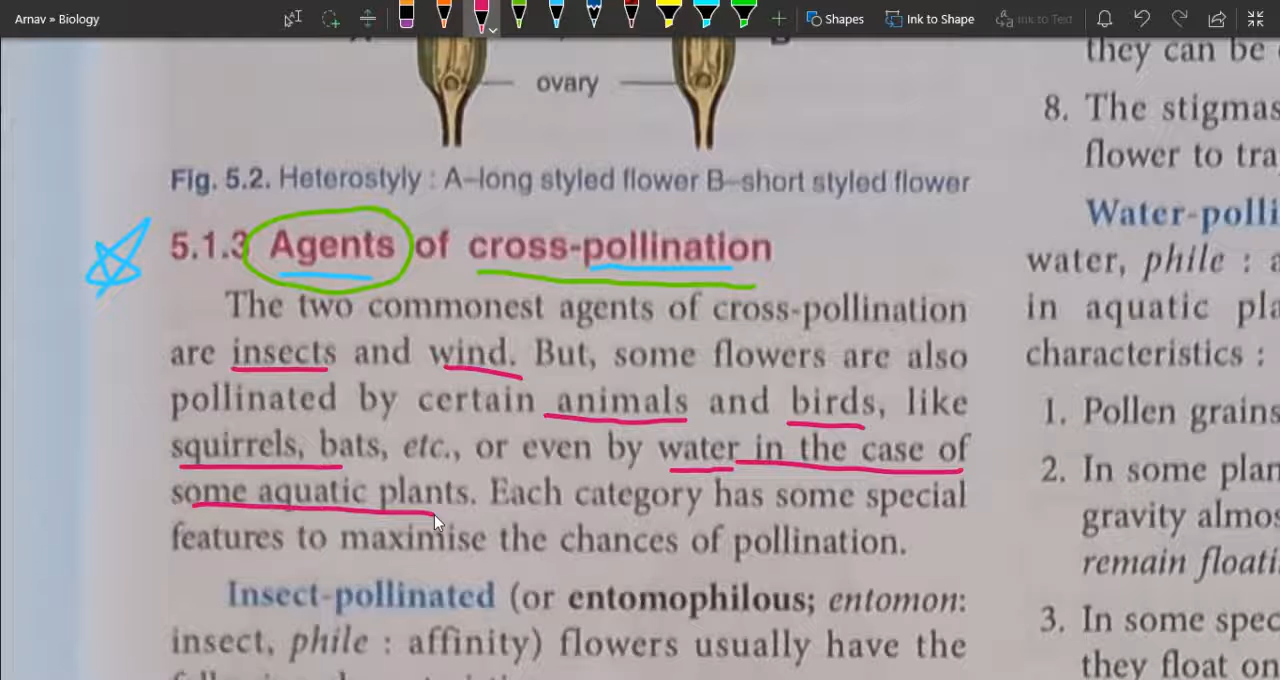 Arnav » Biology
Shapes
Ink to Shape
Ink to Text
ovary
Fig. 5.2. Heterostyly : A–long styled flower B–short styled flower
5.1.3 Agents of cross-pollination
The two commonest agents of cross-pollination
are insects and wind. But, some flowers are also
pollinated by certain animals and birds, like
squirrels, bats, etc., or even by water in the case of
some aquatic plants. Each category has some special
features to maximise the chances of pollination.
Insect-pollinated (or entomophilous; entomon:
insect, phile : affinity) flowers usually have the
they can be
8. The stigmas
flower to tra
Water-polli
water, phile : a
in aquatic pla
characteristics :
1. Pollen grains
2. In some plan
gravity almos
remain floati
3. In some spec
they float on